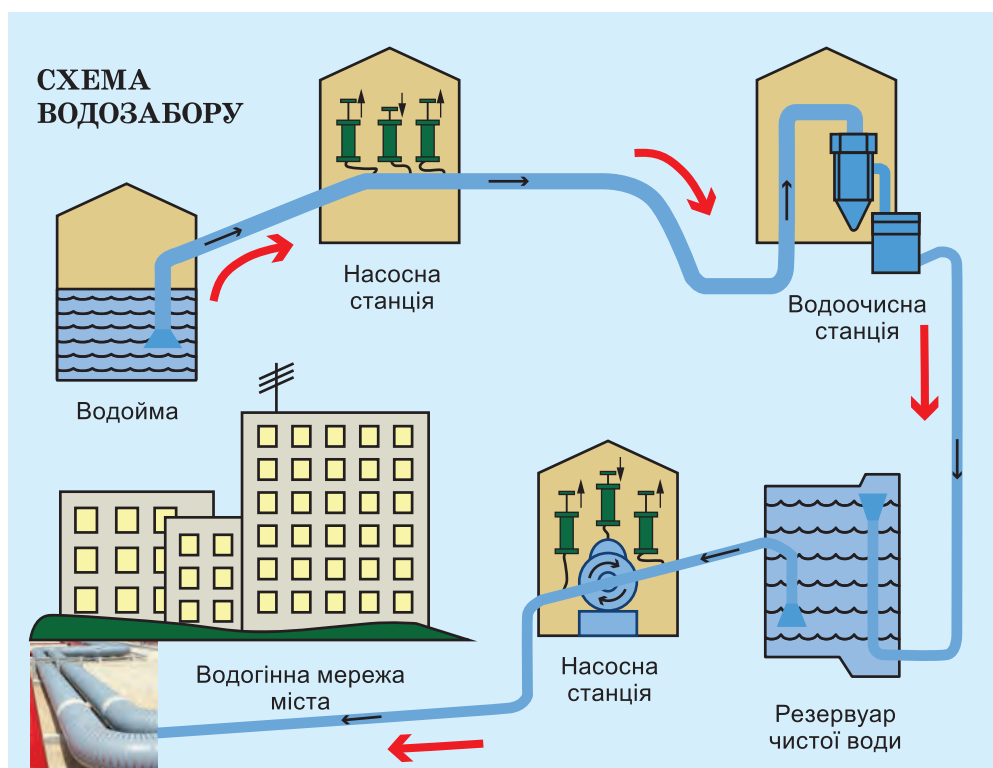 СХЕМА
ВОДОЗАБОРУ
Насосна
станція
Водоочисна
станція
Водойма
Водогінна мережа
міста
Насосна
станція
Резервуар
чистої води